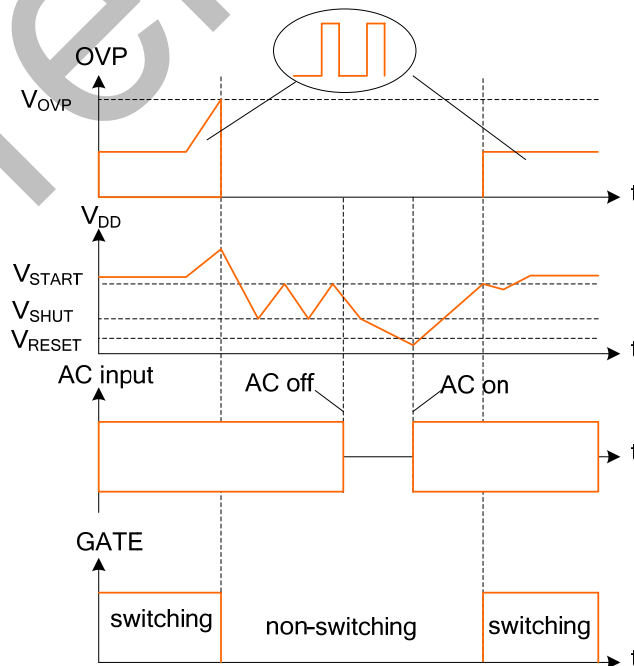 OVP
VOVP
t
VDD
VSTART
VSHUT
VRESET
t
AC input
AC off
AC on
t
GATE
switching
non-switching
switching
t